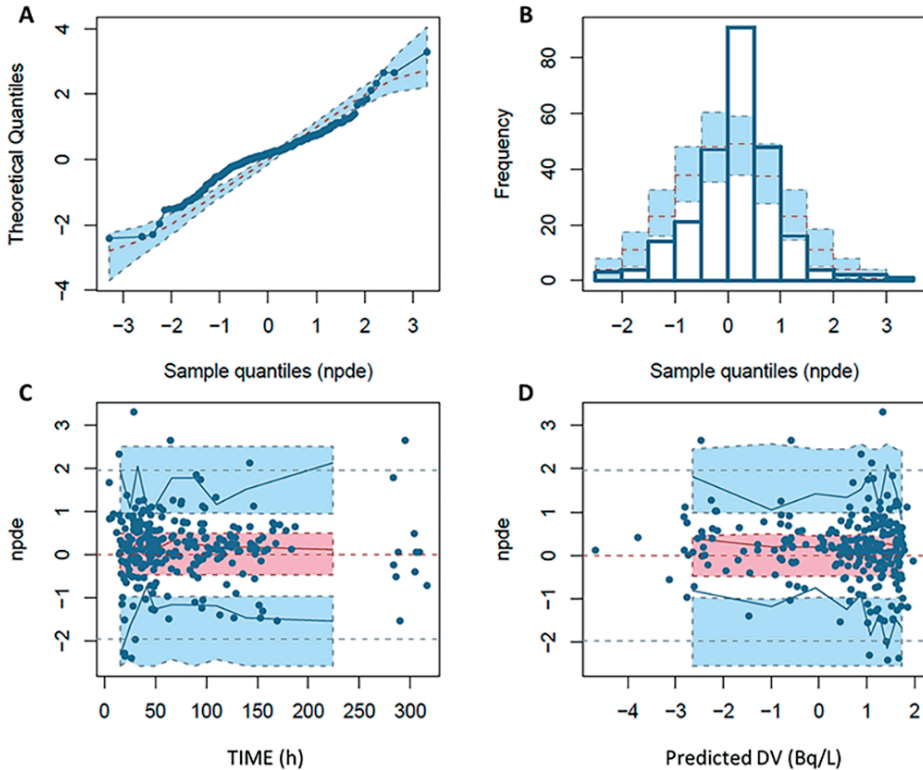 A
B
Theoretical Quantiles
4
2
0
−2
−4
−3 −2 −1 0 1 2 3
Sample quantiles (npde)
Frequency
80
60
40
20
0
−2 −1 0 1 2 3
Sample quantiles (npde)
C
D
npde
3
2
1
0
−1
−2
0 50 100 150 200 250 300
TIME (h)
npde
3
2
1
0
−1
−2
−4 −3 −2 −1 0 1 2
Predicted DV (Bq/L)